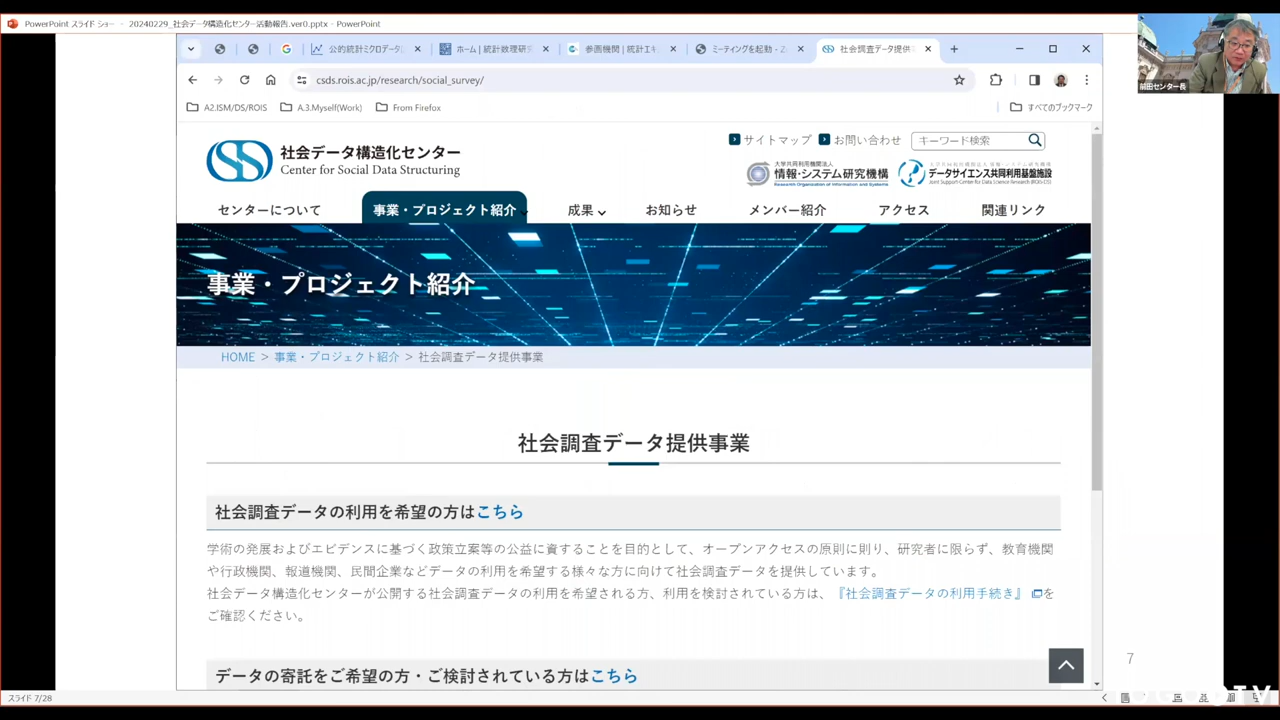 PowerPoint スライド ショー - 20240229_社会データ構造化センター活動報告.ver0.pptx - PowerPoint
前田センター長
公的統計ミクロデータ
ホーム | 統計数理研究
参画機関 | 統計エキ
ミーティングを起動 - Z
社会調査データ提供
csds.rois.ac.jp/research/social_survey/
A2.ISM/DS/ROIS
A.3.Myself(Work)
From Firefox
すべてのブックマーク
サイトマップ
お問い合わせ
キーワード検索
社会データ構造化センター
Center for Social Data Structuring
大学共同利用機関法人
情報・システム研究機構
Research Organization of Information and Systems
データサイエンス共同利用基盤施設
Joint Support-Center for Data Science Research (ROIS-DS)
センターについて
事業・プロジェクト紹介
成果
お知らせ
メンバー紹介
アクセス
関連リンク
事業・プロジェクト紹介
HOME > 事業・プロジェクト紹介 > 社会調査データ提供事業
社会調査データ提供事業
社会調査データの利用を希望の方はこちら
学術の発展およびエビデンスに基づく政策立案等の公益に資することを目的として、オープンアクセスの原則に則り、研究者に限らず、教育機関
や行政機関、報道機関、民間企業などデータの利用を希望する様々な方に向けて社会調査データを提供しています。
社会データ構造化センターが公開する社会調査データの利用を希望される方、利用を検討されている方は、『社会調査データの利用手続き』を
ご確認ください。
データの寄託をご希望の方・ご検討されている方はこちら
7
スライド 7/28